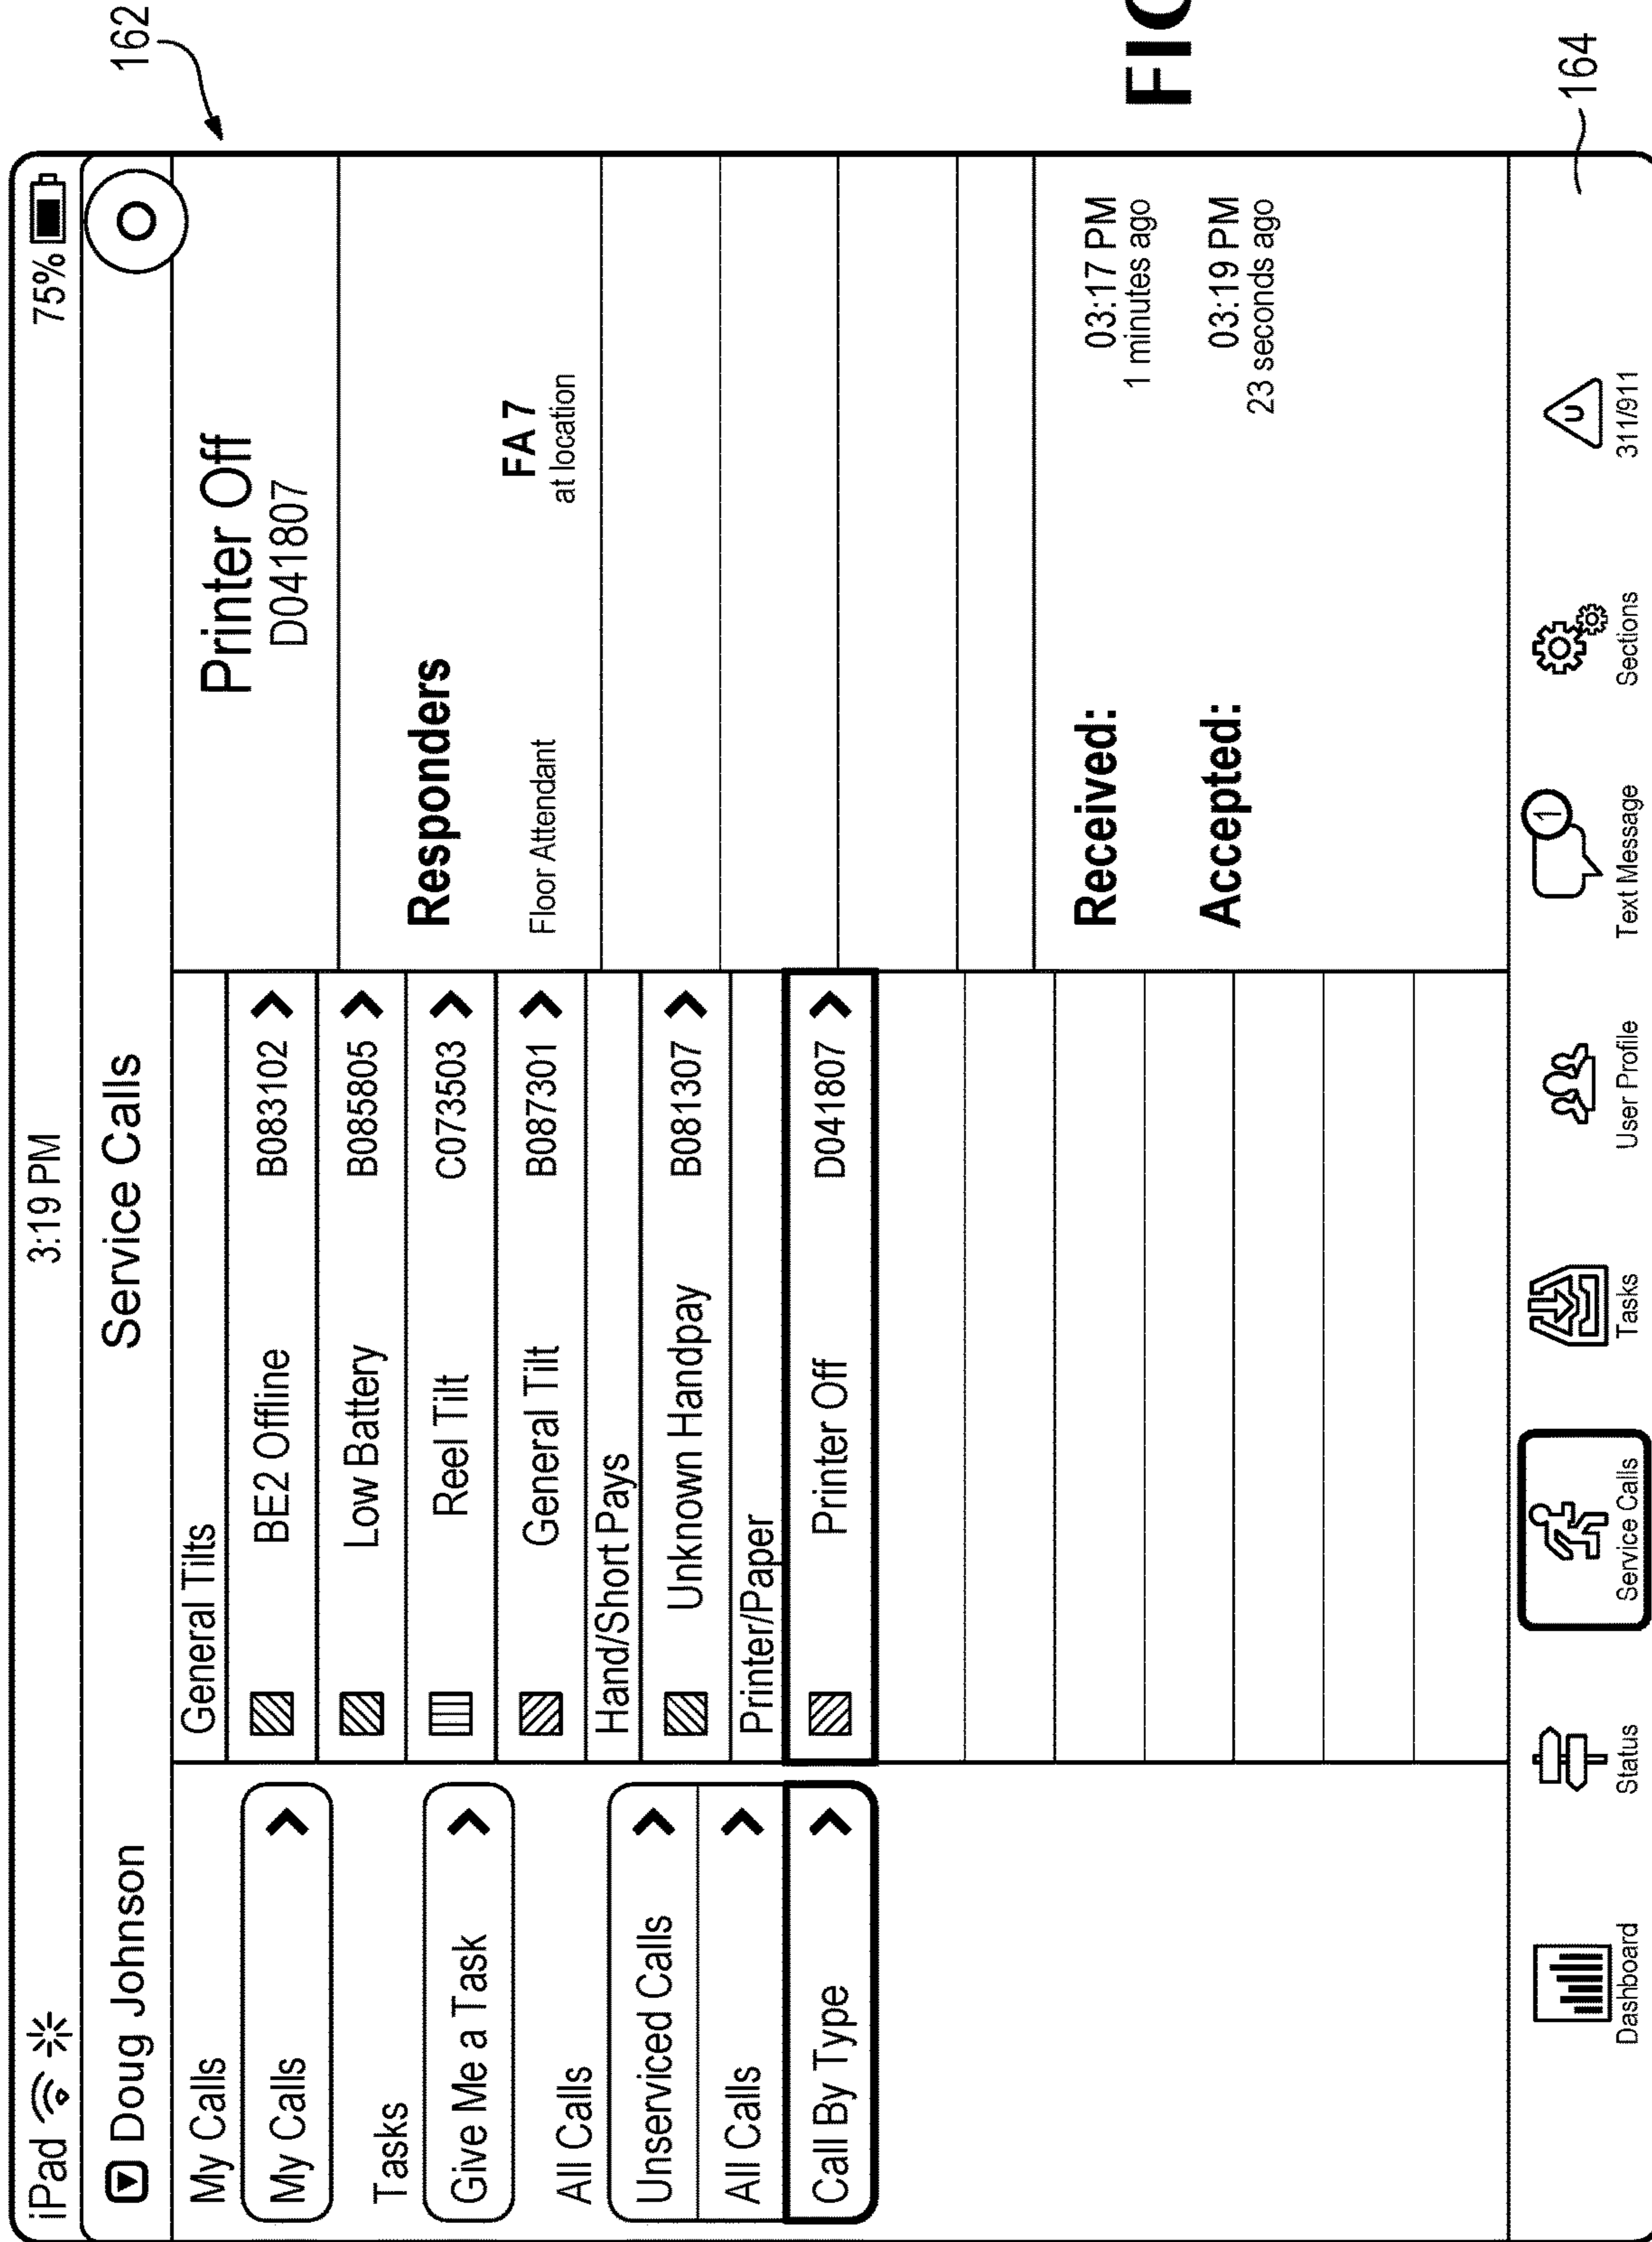 iPad 3:19 PM 75%
Doug Johnson Service Calls
162
My Calls
My Calls
Tasks
Give Me a Task
All Calls
Unserviced Calls
All Calls
Call By Type
General Tilts
BE2 Offline B083102
Low Battery B085805
Reel Tilt C073503
General Tilt B087301
Hand/Short Pays
Unknown Handpay B081307
Printer/Paper
Printer Off D041807
Printer Off
D041807
Responders
Floor Attendant FA 7
at location
Received: 03:17 PM
1 minutes ago
Accepted: 03:19 PM
23 seconds ago
Dashboard
Status
Service Calls
Tasks
User Profile
1
Text Message
Sections
311/911
164